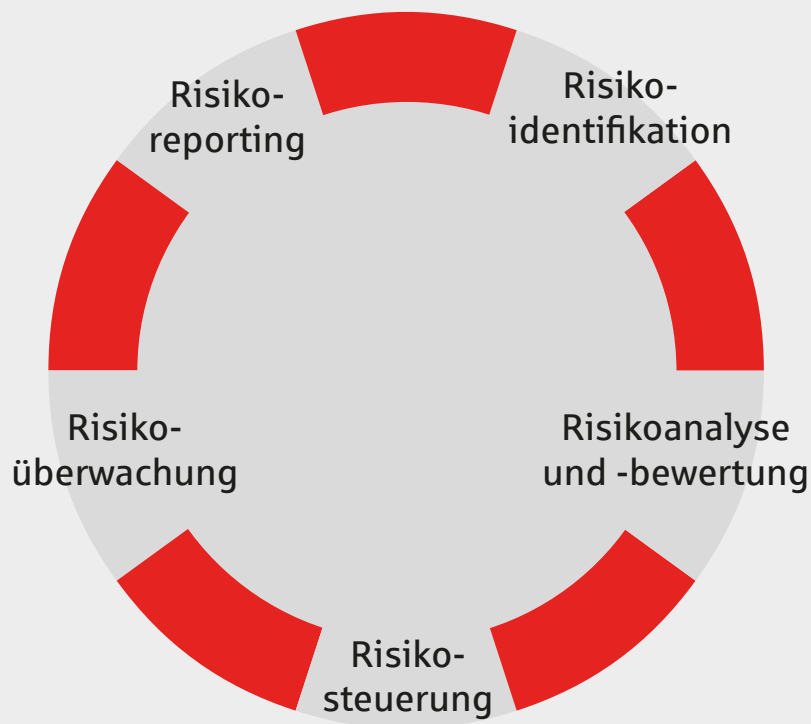 Risiko-
identifikation
Risikoanalyse
und -bewertung
Risiko-
steuerung
Risiko-
überwachung
Risiko-
reporting